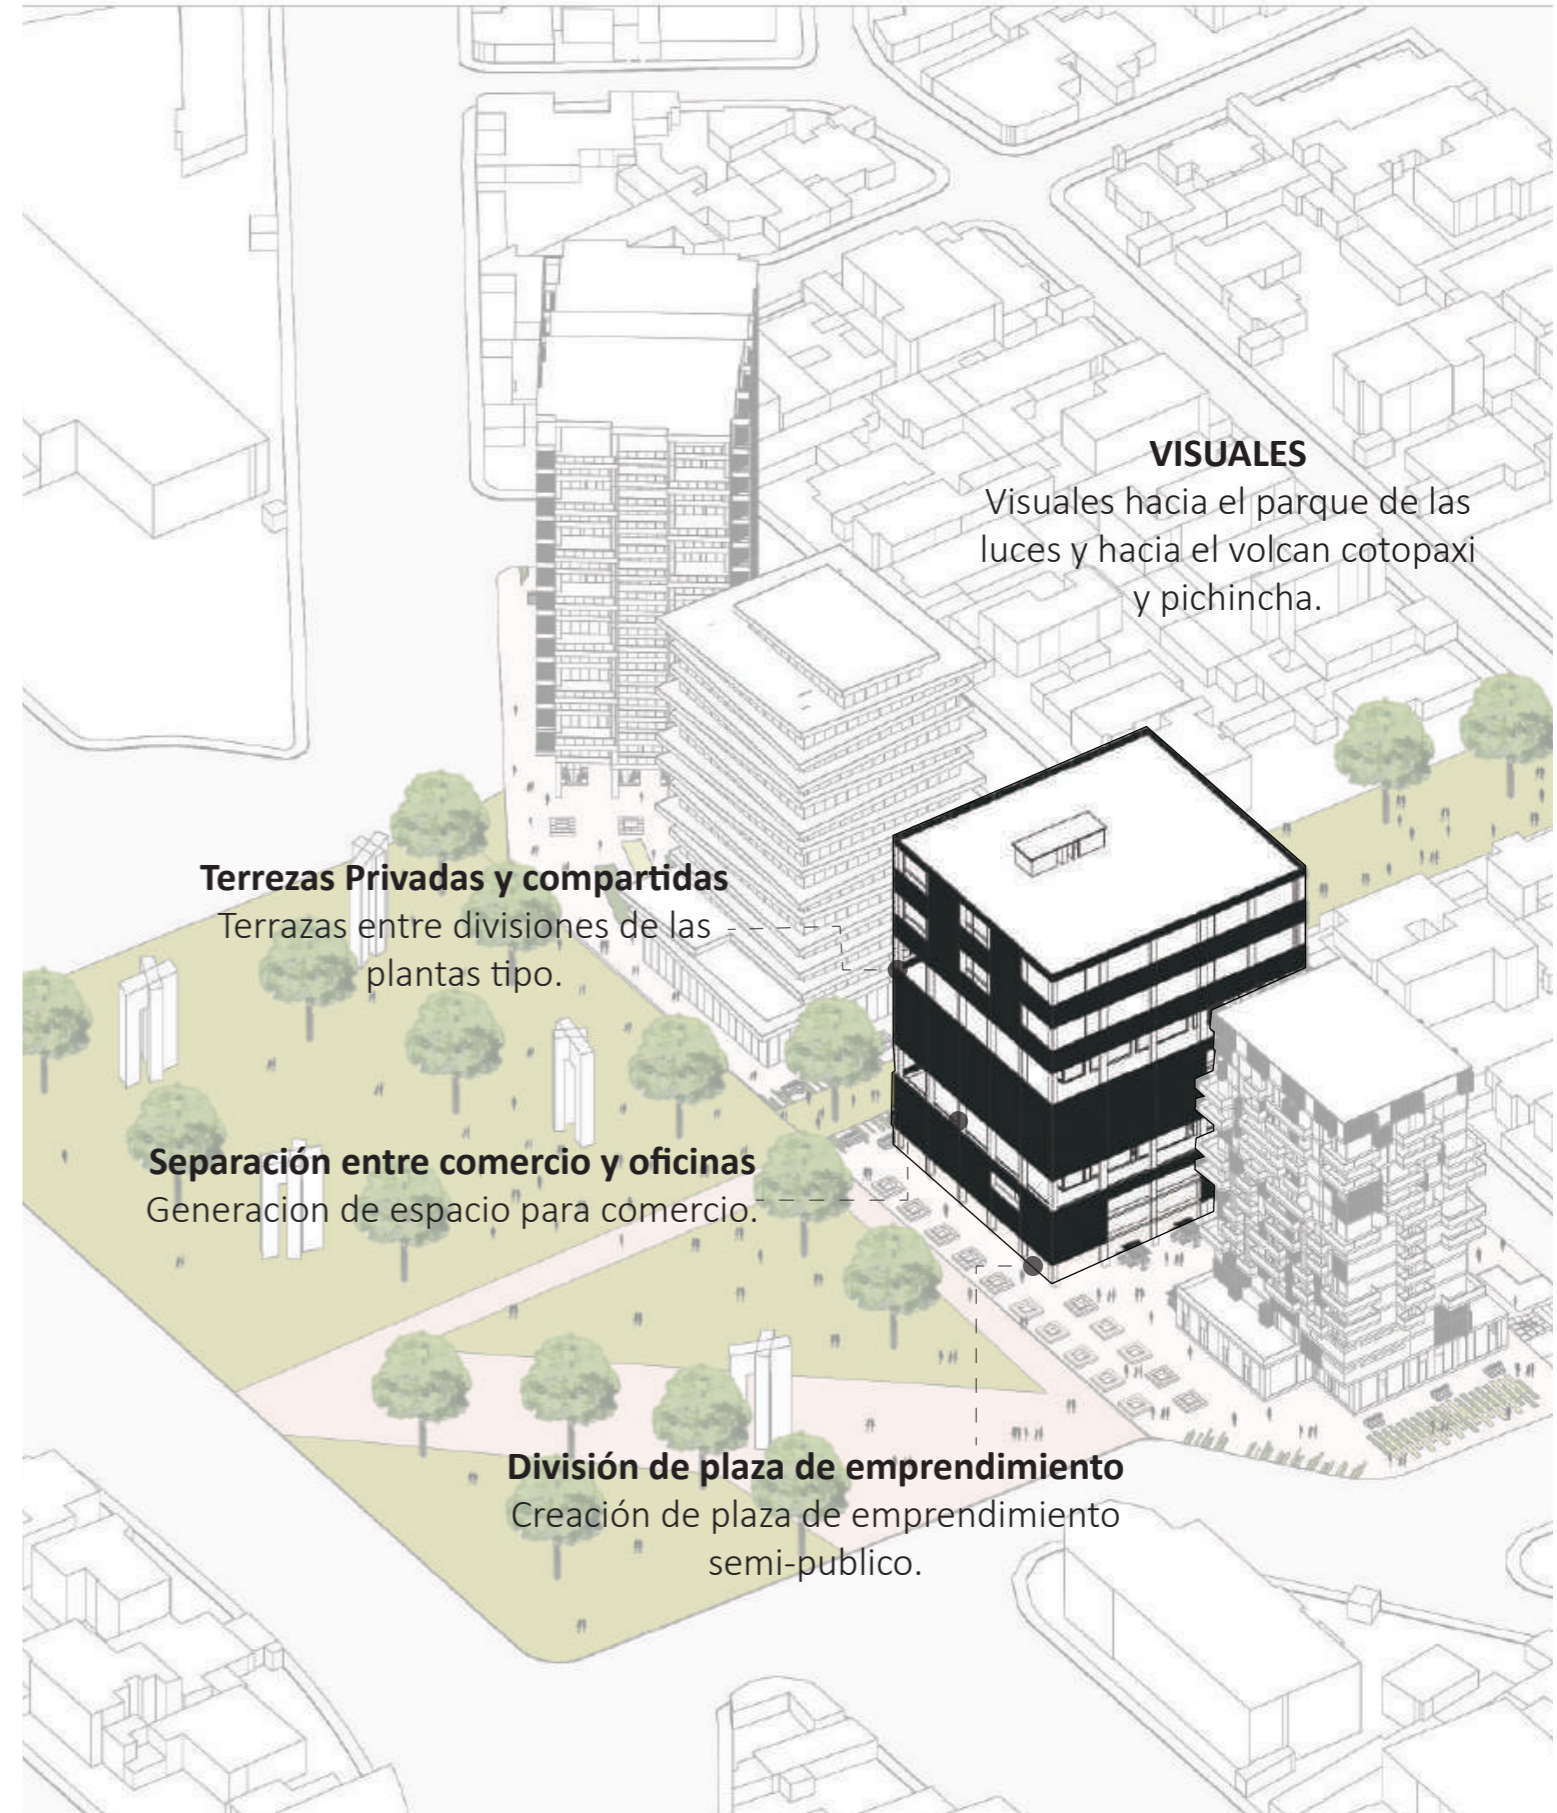 VISUALES
Visuales hacia el parque de las
luces y hacia el volcan cotopaxi
y pichincha.
Terrezas Privadas y compartidas
Terrazas entre divisiones de las
plantas tipo.
Separación entre comercio y oficinas
Generacion de espacio para comercio.
División de plaza de emprendimiento
Creación de plaza de emprendimiento
semi-publico.